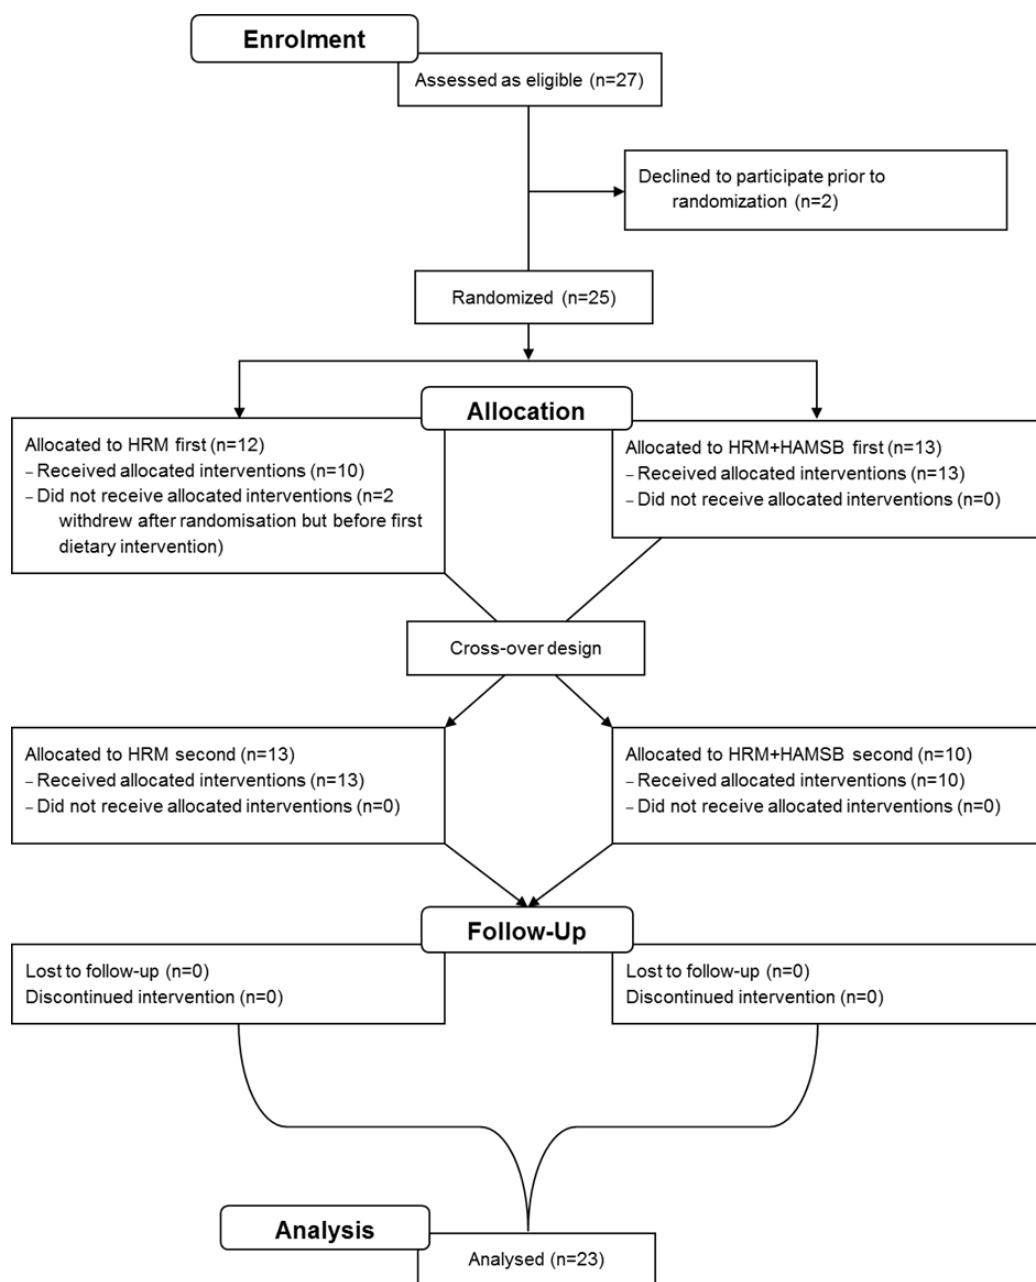 Enrolment
Assessed as eligible (n=27)
Declined to participate prior to
randomization (n=2)
Randomized (n=25)
Allocation
Allocated to HRM first (n=12)
– Received allocated interventions (n=10)
– Did not receive allocated interventions (n=2
withdrew after randomisation but before first
dietary intervention)
Allocated to HRM+HAMSB first (n=13)
– Received allocated interventions (n=13)
– Did not receive allocated interventions (n=0)
Cross-over design
Allocated to HRM second (n=13)
– Received allocated interventions (n=13)
– Did not receive allocated interventions (n=0)
Allocated to HRM+HAMSB second (n=10)
– Received allocated interventions (n=10)
– Did not receive allocated interventions (n=0)
Follow-Up
Lost to follow-up (n=0)
Discontinued intervention (n=0)
Lost to follow-up (n=0)
Discontinued intervention (n=0)
Analysis
Analysed (n=23)